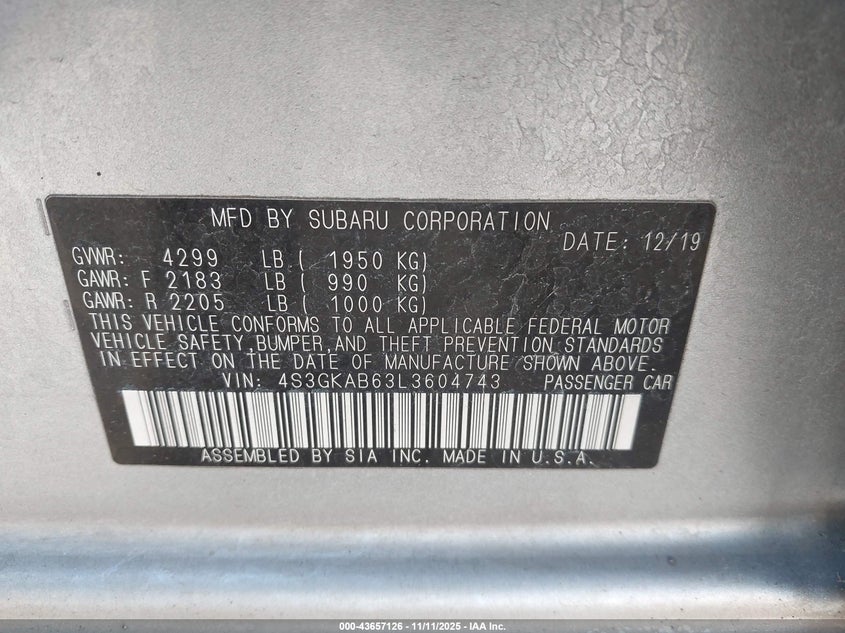 MFD BY SUBARU CORPORATION
DATE: 12/19
GVWR: 4299 LB ( 1950 KG)
GAWR: F 2183 LB ( 990 KG)
GAWR: R 2205 LB ( 1000 KG)
THIS VEHICLE CONFORMS TO ALL APPLICABLE FEDERAL MOTOR
VEHICLE SAFETY, BUMPER, AND THEFT PREVENTION STANDARDS
IN EFFECT ON THE DATE OF MANUFACTURE SHOWN ABOVE.
VIN: 4S3GKAB63L3604743 PASSENGER CAR
ASSEMBLED BY SIA INC. MADE IN U.S.A.
000-43657126 - 11/11/2025 - IAA Inc.